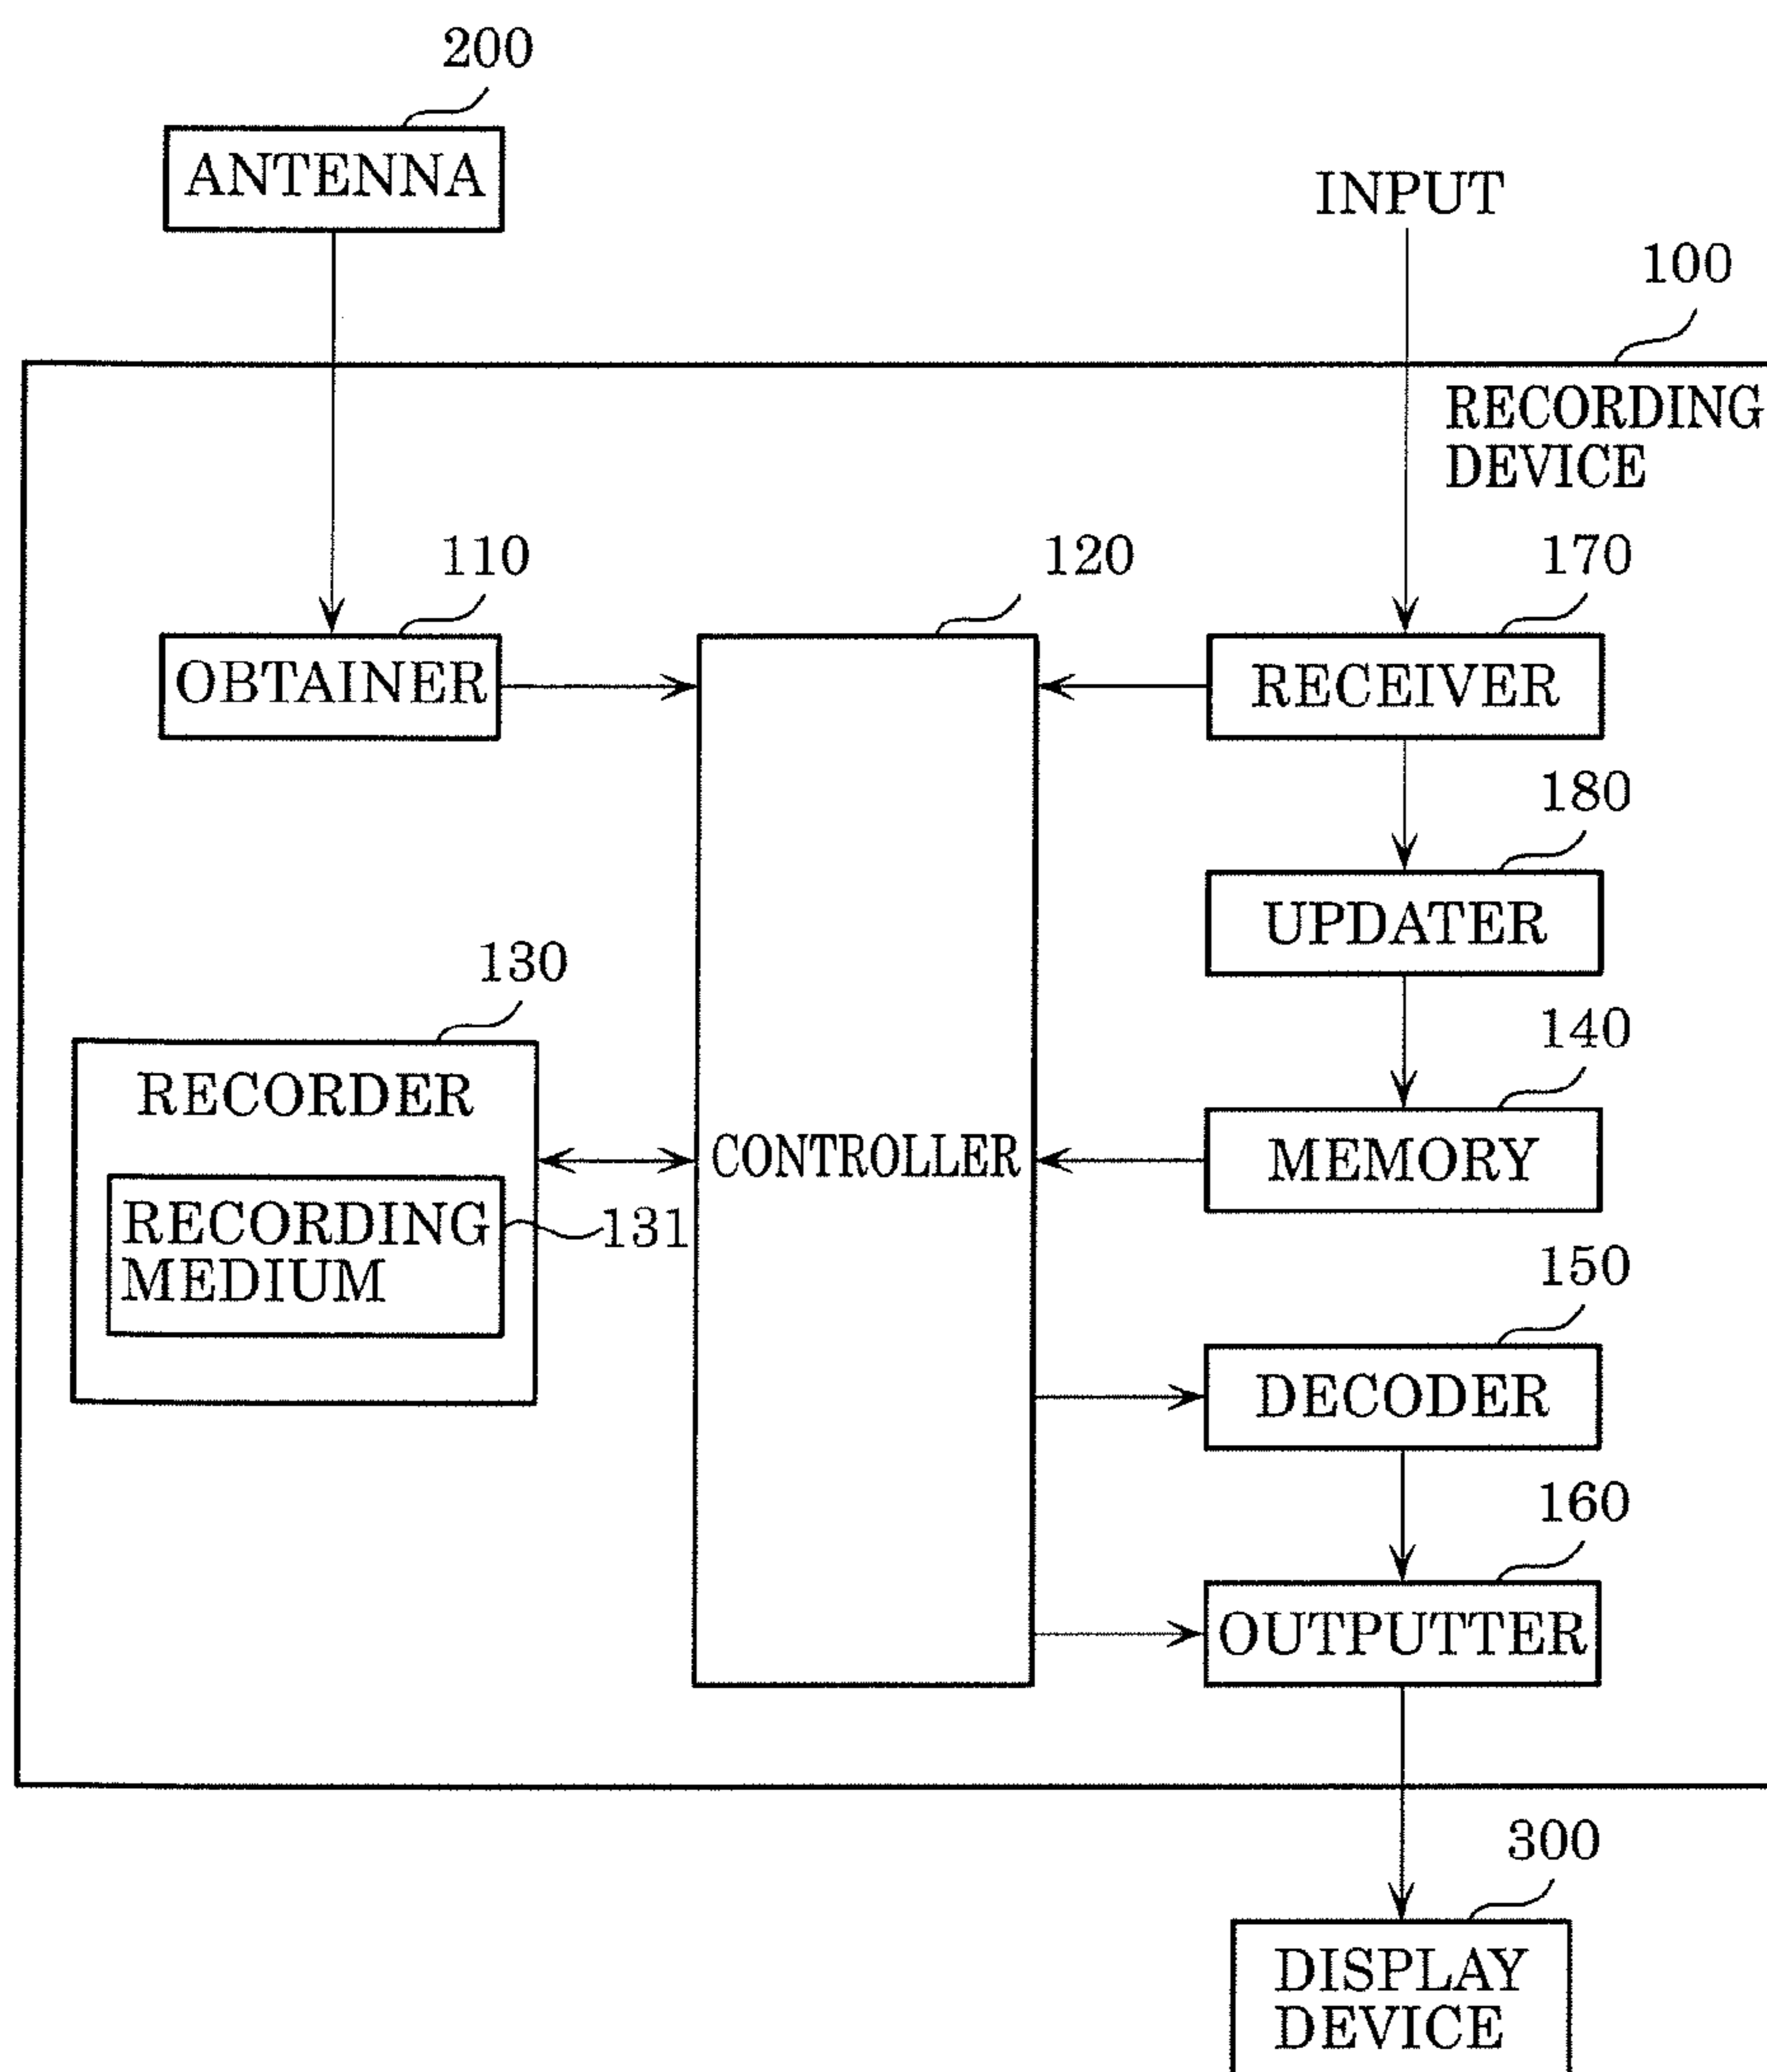 200
ANTENNA
INPUT
100
RECORDING
DEVICE
110
120
170
OBTAINER
RECEIVER
180
UPDATER
130
140
RECORDER
CONTROLLER
MEMORY
RECORDING
MEDIUM
131
150
DECODER
160
OUTPUTTER
300
DISPLAY
DEVICE